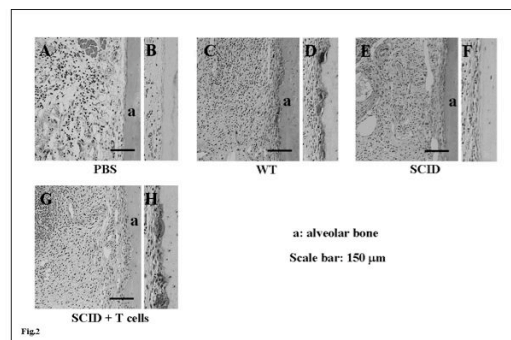 Fig.2
A B C D E F
a a a
PBS WT SCID
G H
a
SCID + T cells
a: alveolar bone
Scale bar: 150 μm